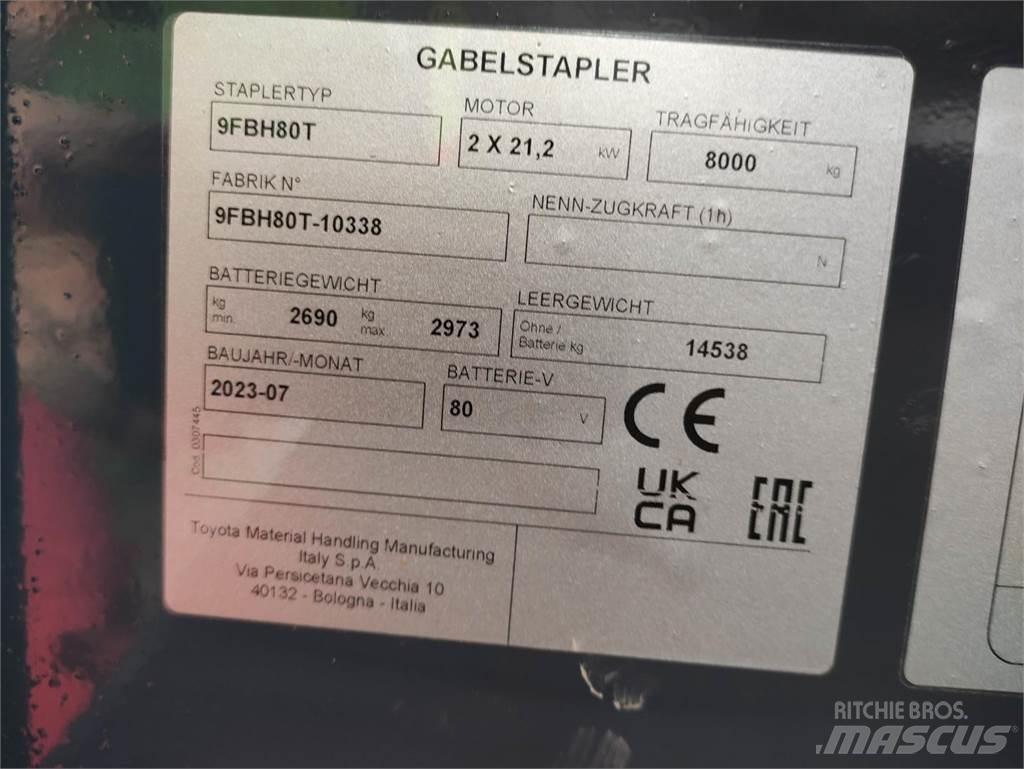 GABELSTAPLER
STAPLERTYP
9FBH80T
MOTOR
2 X 21,2 kW
TRAGFÄHIGKEIT
8000 kg
FABRIK N°
9FBH80T-10338
NENN-ZUGKRAFT (1h)
N
BATTERIEGEWICHT
kg min. 2690 kg max 2973
LEERGEWICHT
Ohne / Batterie kg 14538
BAUJAHR/-MONAT
2023-07
BATTERIE-V
80 V
CE
Cod. 0307445
UK
CA
EAC
Toyota Material Handling Manufacturing
Italy S.p.A.
Via Persicetana Vecchia 10
40132 - Bologna - Italia
RITCHIE BROS.
MASCUS